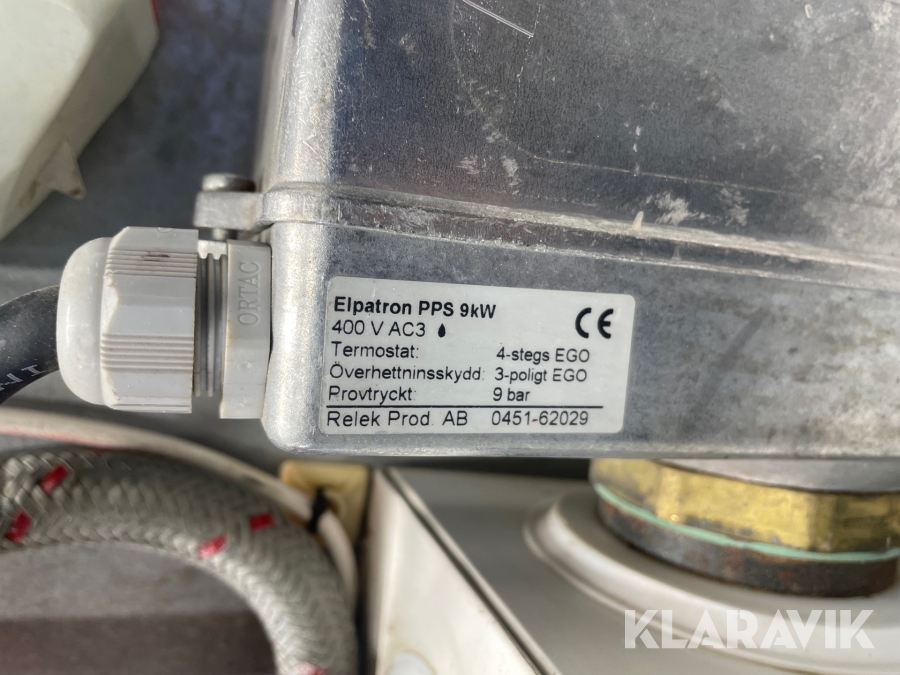 Elpatron PPS 9kW
400 V AC3
CE
Termostat: 4-stegs EGO
Överhettninsskydd: 3-poligt EGO
Provtryckt: 9 bar
Relek Prod. AB 0451-62029
ORTAC
KLARAVIK